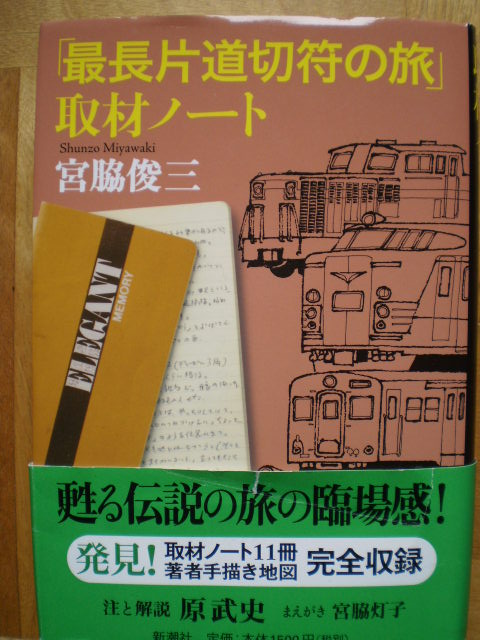 「最長片道切符の旅」
取材ノート
Shunzo Miyawaki
宮脇俊三
ELEGANT
MEMORY
甦る伝説の旅の臨場感！
発見！ 取材ノート11冊 完全収録
著者手描き地図
注と解説 原武史 まえがき 宮脇灯子
新潮社 定価：本体1500円（税別）